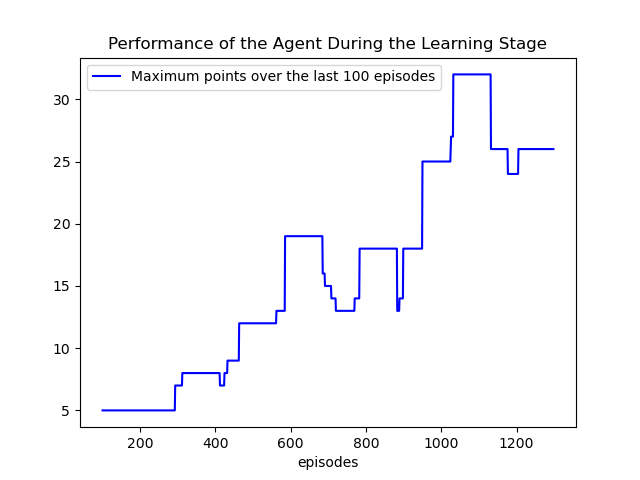 Performance of the Agent During the Learning Stage
Maximum points over the last 100 episodes
30
25
20
15
10
5
200 400 600 800 1000 1200
episodes